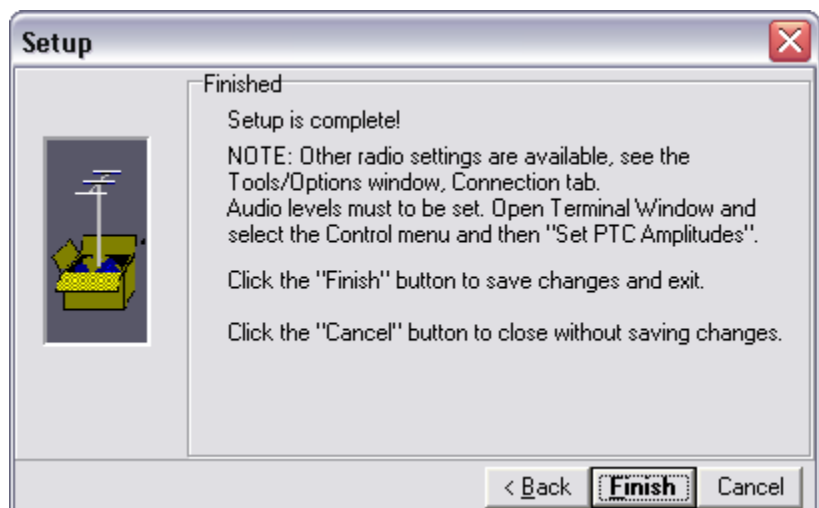 Setup
Finished
Setup is complete!
NOTE: Other radio settings are available, see the
Tools/Options window, Connection tab.
Audio levels must to be set. Open Terminal Window and
select the Control menu and then "Set PTC Amplitudes".
Click the "Finish" button to save changes and exit.
Click the "Cancel" button to close without saving changes.
< Back Finish Cancel